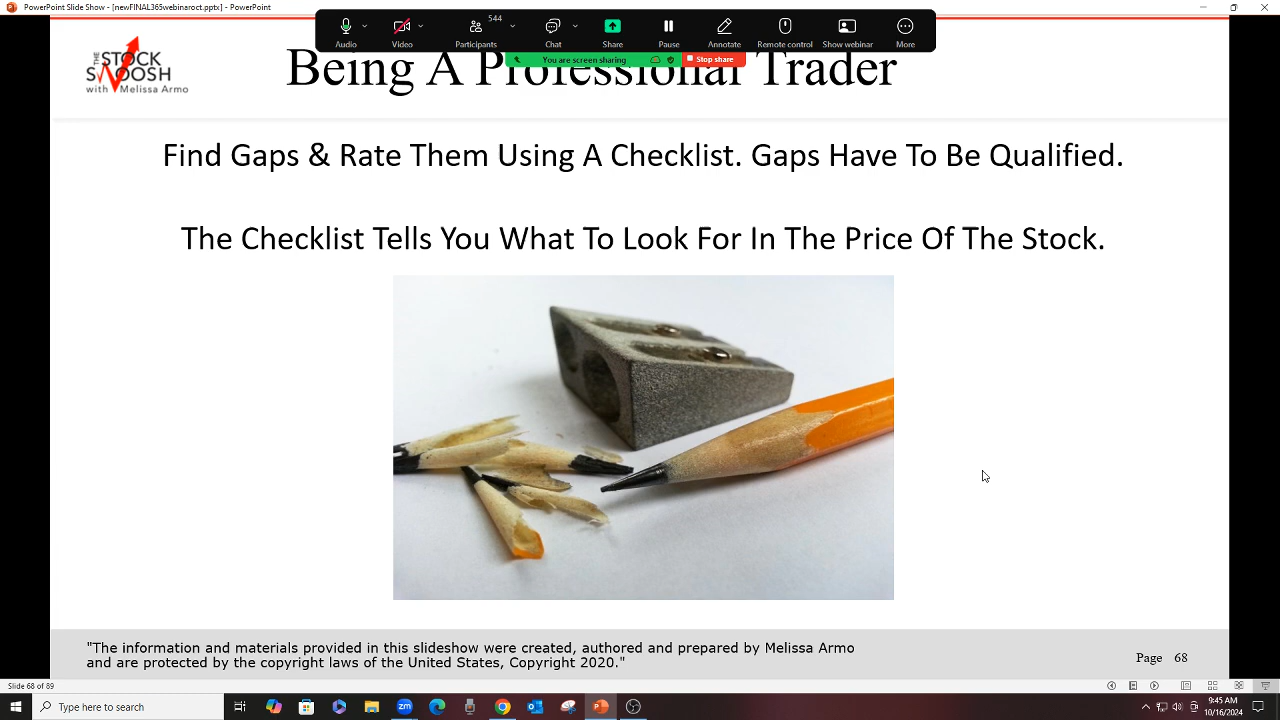 PowerPoint Slide Show - [newFINAL365webinaroct.pptx] - PowerPoint
544
Audio Video Participants Chat Share Pause Annotate Remote control Show webinar More
You are screen sharing Stop share
THE STOCK
SWOOSH
with Melissa Armo
Being A Professional Trader
Find Gaps & Rate Them Using A Checklist. Gaps Have To Be Qualified.
The Checklist Tells You What To Look For In The Price Of The Stock.
"The information and materials provided in this slideshow were created, authored and prepared by Melissa Armo
and are protected by the copyright laws of the United States, Copyright 2020."
Page 68
Slide 68 of 89
Type here to search
9:45 AM
10/16/2024